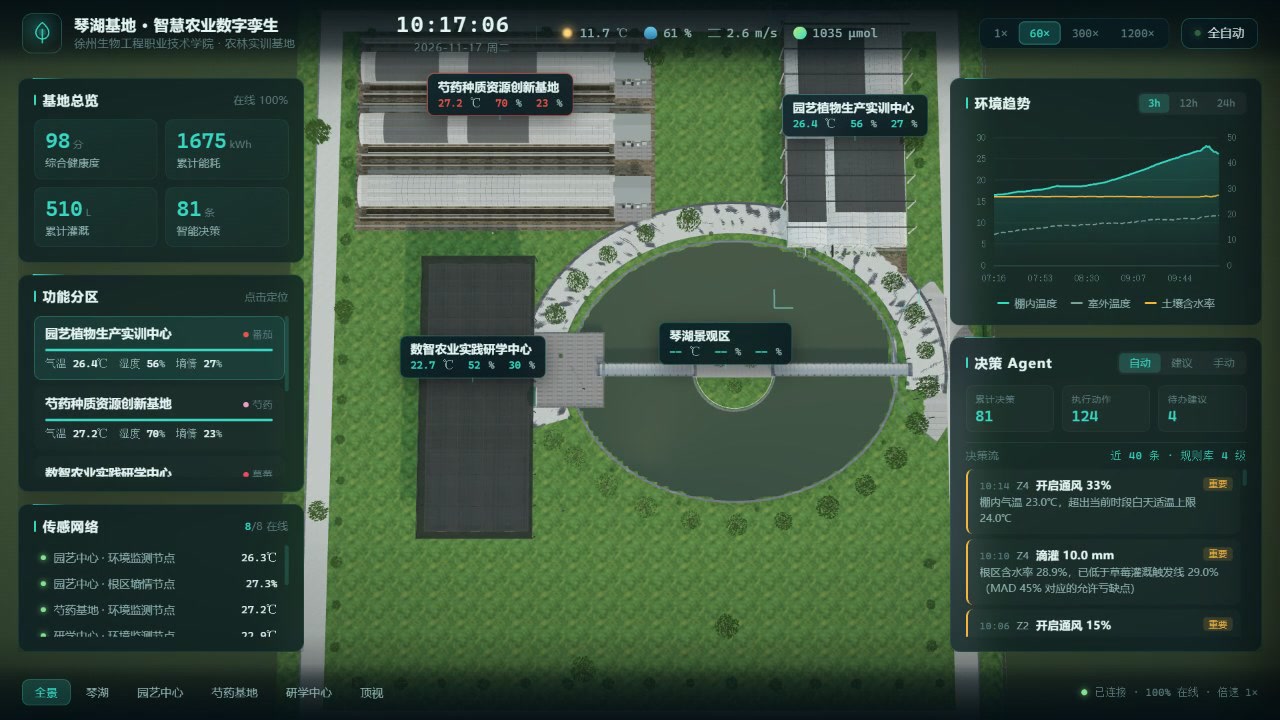 琴湖基地 · 智慧农业数字孪生
徐州生物工程职业技术学院 · 农林实训基地
10:17:06
2026-11-17 周二
11.7 ℃ 61 % 2.6 m/s 1035 μmol
1× 60× 300× 1200× 全自动
基地总览 在线 100%
98 分
综合健康度
1675 kWh
累计能耗
510 L
累计灌溉
81 条
智能决策
功能分区 点击定位
园艺植物生产实训中心 番茄
气温 26.4℃ 湿度 56% 墒情 27%
芍药种质资源创新基地 芍药
气温 27.2℃ 湿度 70% 墒情 23%
数智农业实践研学中心 草莓
传感网络 8/8 在线
园艺中心 · 环境监测节点 26.3℃
园艺中心 · 根区墒情节点 27.3%
芍药基地 · 环境监测节点 27.2℃
研学中心 · 环境监测节点 22.9℃
芍药种质资源创新基地
27.2 ℃ 70 % 23 %
园艺植物生产实训中心
26.4 ℃ 56 % 27 %
数智农业实践研学中心
22.7 ℃ 52 % 30 %
琴湖景观区
-- ℃ -- % -- %
环境趋势 3h 12h 24h
30 50
25 40
20 30
15
10 20
5 10
0 0
07:16 07:53 08:30 09:07 09:44
棚内温度 室外温度 土壤含水率
决策 Agent 自动 建议 手动
累计决策
81
执行动作
124
待办建议
4
决策流 近 40 条 · 规则库 4 级
10:14 Z4 开启通风 33% 重要
棚内气温 23.0℃，超出当前时段白天适温上限
24.0℃
10:10 Z4 滴灌 10.0 mm 重要
根区含水率 28.9%，已低于草莓灌溉触发线 29.0%
（MAD 45% 对应的允许亏缺点）
10:06 Z2 开启通风 15% 重要
全景 琴湖 园艺中心 芍药基地 研学中心 顶视
已连接 · 100% 在线 · 倍速 1×